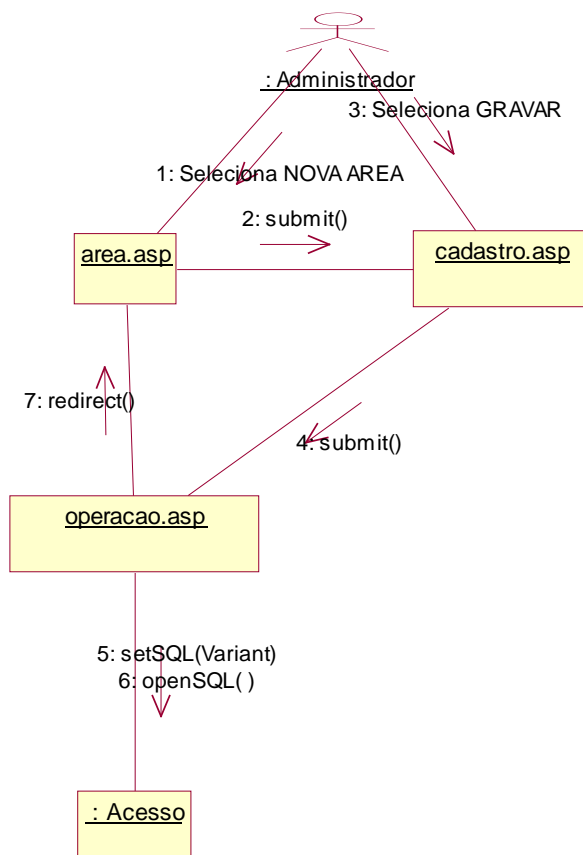 : Administrador
3: Seleciona GRAVAR
1: Seleciona NOVA AREA
2: submit()
area.asp
cadastro.asp
7: redirect()
4: submit()
operacao.asp
5: setSQL(Variant)
6: openSQL( )
: Acesso